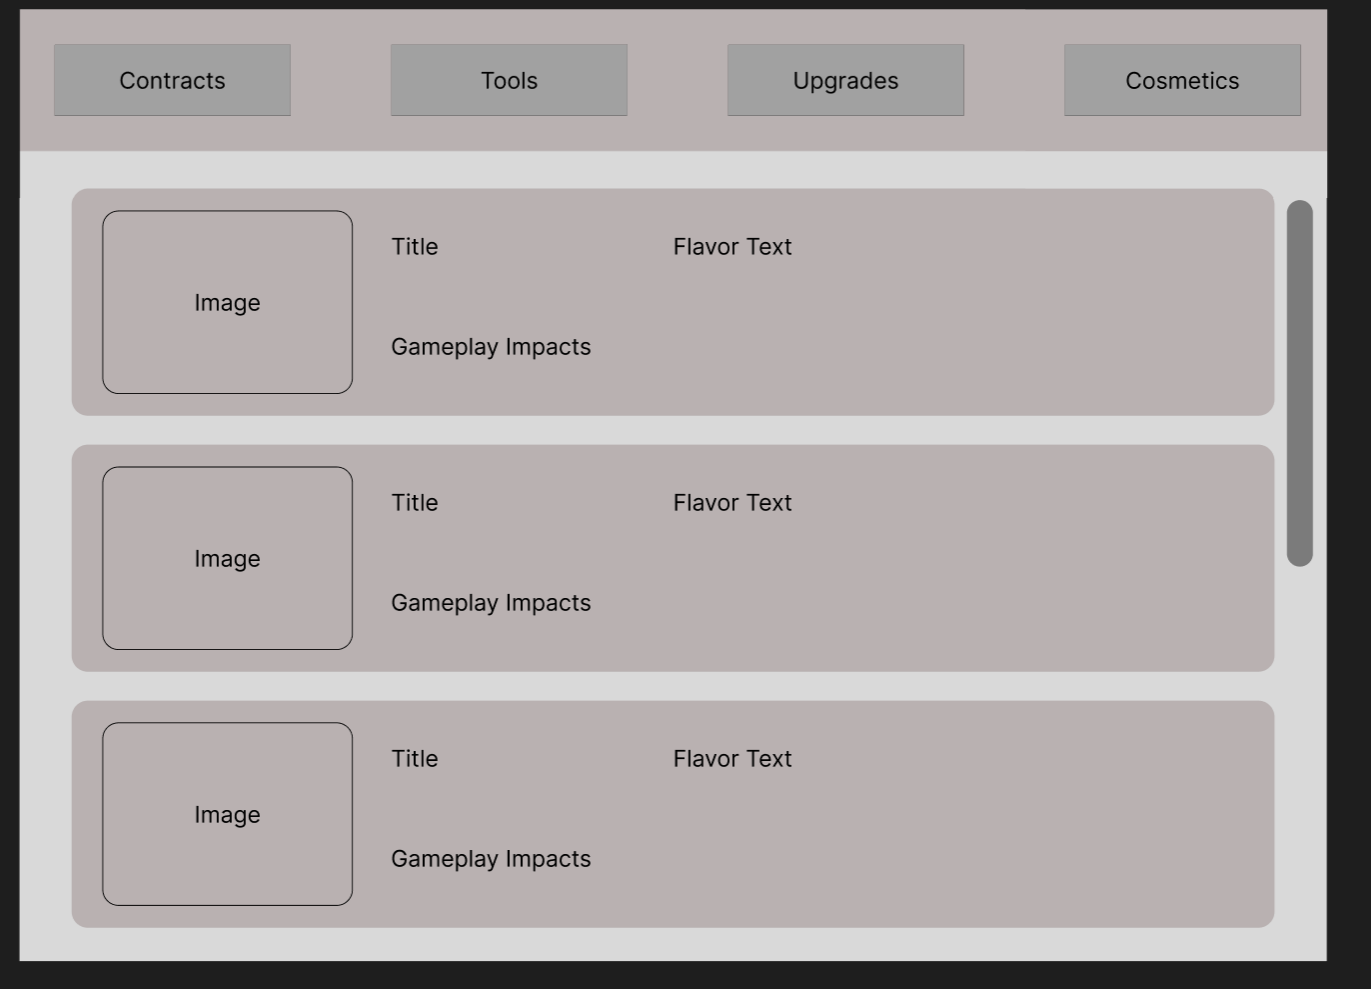 Contracts
Tools
Upgrades
Cosmetics
Image
Title
Flavor Text
Gameplay Impacts
Image
Title
Flavor Text
Gameplay Impacts
Image
Title
Flavor Text
Gameplay Impacts